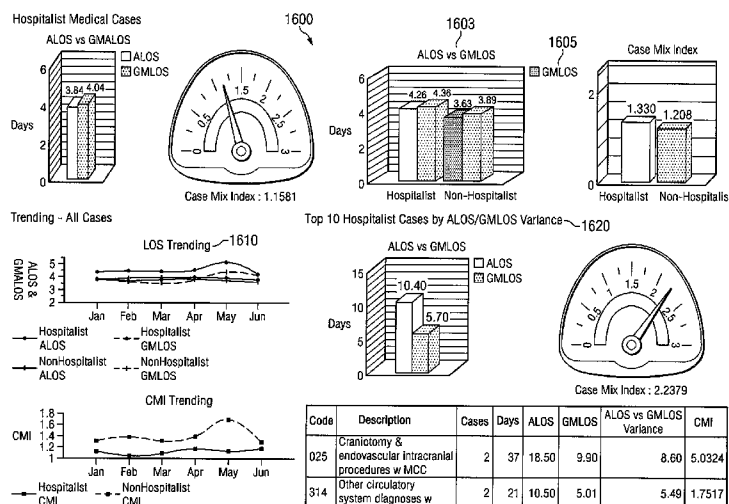 Hospitalist Medical Cases
1600
ALOS vs GMALOS
ALOS
GMLOS
6
4
Days
2
0
3.84 4.04
0
0.5
1
1.5
2
2.5
3
Case Mix Index : 1.1581
1603
ALOS vs GMLOS
1605
GMLOS
6
4
Days
2
0
4.26 4.36
3.63 3.89
Hospitalist Non-Hospitalist
Case Mix Index
2
0
1.330 1.208
Hospitalist Non-Hospitalis
Trending - All Cases
LOS Trending
1610
ALOS &
GMALOS
5
4
3
2
Jan Feb Mar Apr May Jun
Hospitalist ALOS
Hospitalist GMLOS
NonHospitalist ALOS
NonHospitalist GMLOS
CMI Trending
CMI
1.8
1.6
1.4
1.2
1
Jan Feb Mar Apr May Jun
Hospitalist CMI
NonHospitalist CMI
Top 10 Hospitalist Cases by ALOS/GMLOS Variance
1620
ALOS vs GMLOS
ALOS
GMLOS
15
10
Days
5
0
10.40
5.70
0
0.5
1
1.5
2
2.5
3
Case Mix Index : 2.2379
Code Description Cases Days ALOS GMLOS ALOS vs GMLOS Variance CMI
025 Craniotomy & endovascular intracranial procedures w MCC 2 37 18.50 9.90 8.60 5.0324
314 Other circulatory system diagnoses w 2 21 10.50 5.01 5.49 1.7517